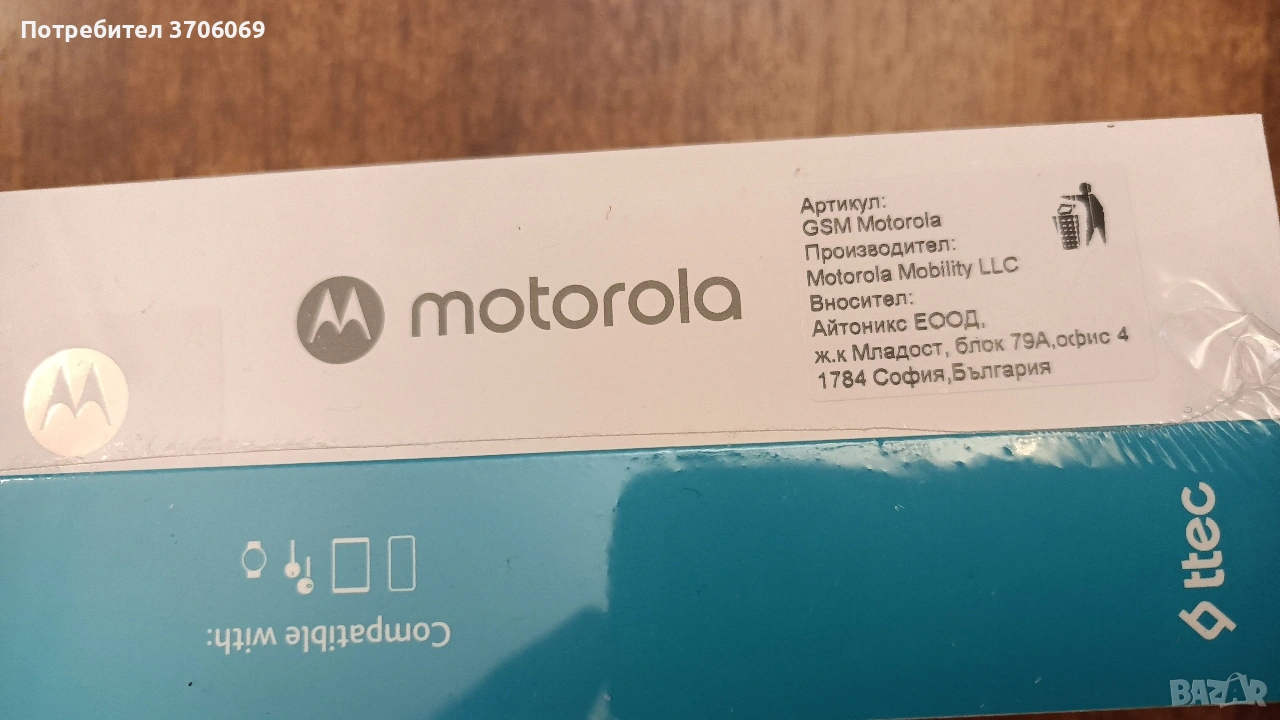 Потребител 3706069
motorola
Артикул:
GSM Motorola
Производител:
Motorola Mobility LLC
Вносител:
Айтоникс ЕООД,
ж.к Младост, блок 79А,офис 4
1784 София,България
ttec
Compatible with:
BAZAR